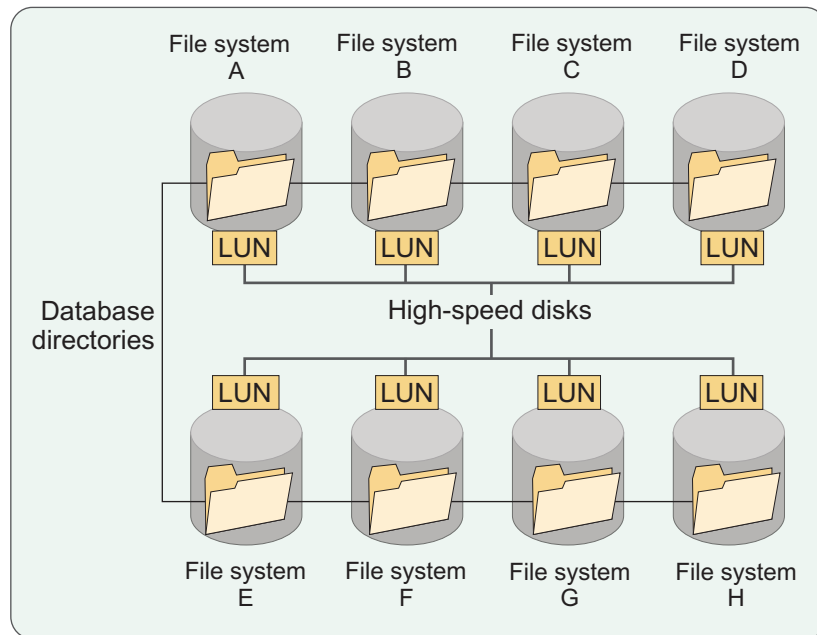 File system
A
File system
B
File system
C
File system
D
LUN
LUN
LUN
LUN
Database
directories
High-speed disks
LUN
LUN
LUN
LUN
File system
E
File system
F
File system
G
File system
H